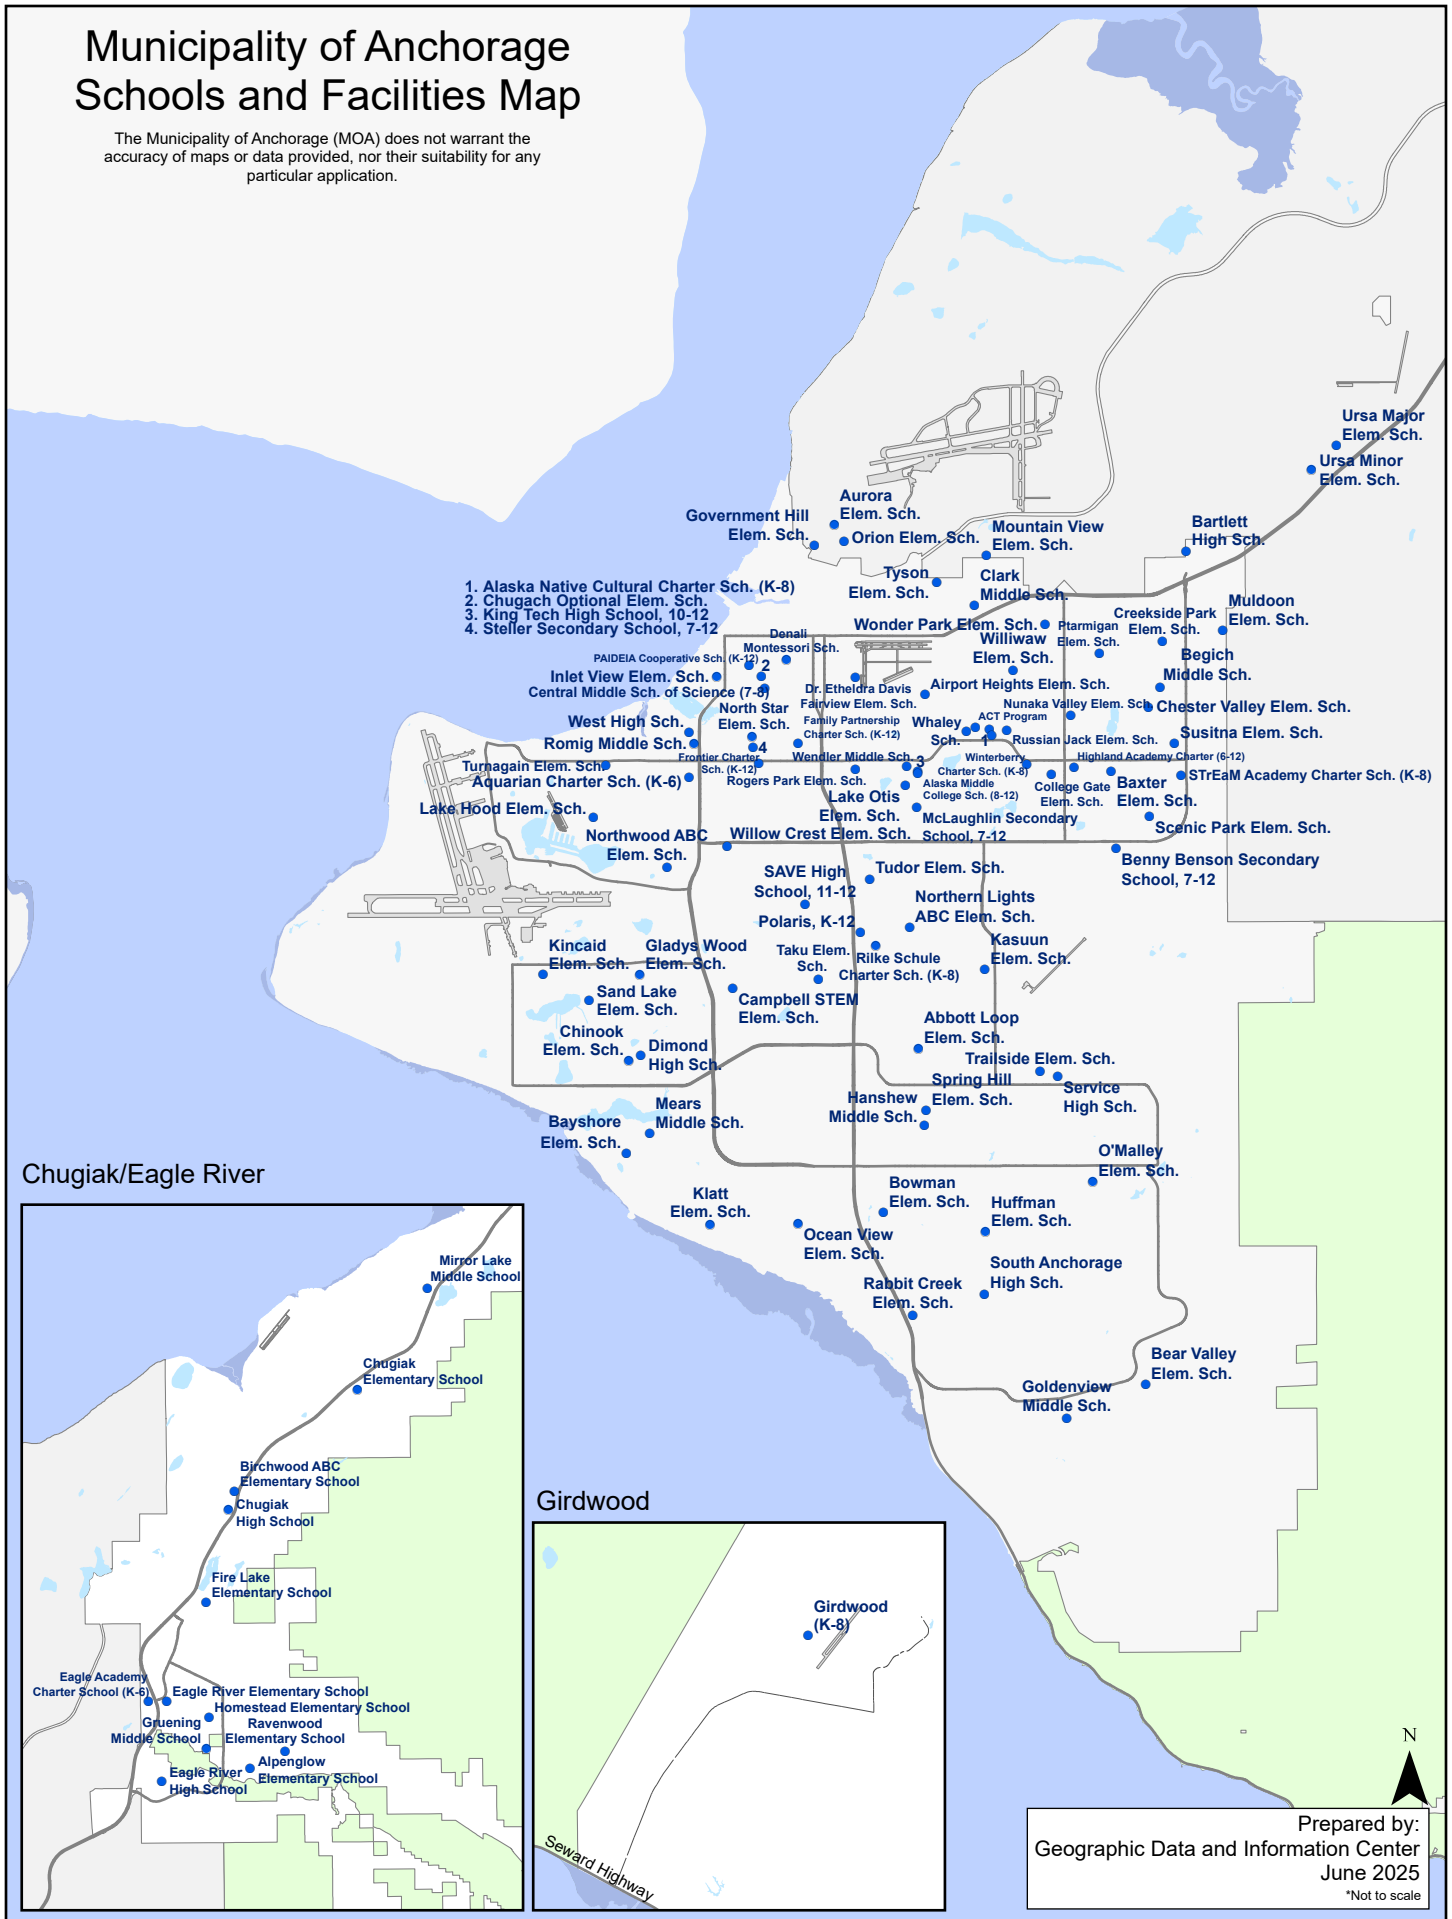 Municipality of Anchorage
Schools and Facilities Map
The Municipality of Anchorage (MOA) does not warrant the
accuracy of maps or data provided, nor their suitability for any
particular application.
Ursa Major
Elem. Sch.
Ursa Minor
Elem. Sch.
Aurora
Elem. Sch.
Government Hill
Elem. Sch.
Orion Elem. Sch.
Mountain View
Elem. Sch.
Bartlett
High Sch.
Tyson
Elem. Sch.
Clark
Middle Sch.
1. Alaska Native Cultural Charter Sch. (K-8)
2. Chugach Optional Elem. Sch.
3. King Tech High School, 10-12
4. Steller Secondary School, 7-12
Muldoon
Elem. Sch.
Creekside Park
Elem. Sch.
Wonder Park Elem. Sch.
Ptarmigan
Elem. Sch.
Denali
Montessori Sch.
Williwaw
Elem. Sch.
Begich
Middle Sch.
PAIDEIA Cooperative Sch. (K-12)
2
Inlet View Elem. Sch.
Central Middle Sch. of Science (7-8)
Dr. Etheldra Davis
Fairview Elem. Sch.
Airport Heights Elem. Sch.
Nunaka Valley Elem. Sch.
Chester Valley Elem. Sch.
North Star
Elem. Sch.
West High Sch.
Family Partnership
Charter Sch. (K-12)
Whaley
Sch.
ACT Program
1
Russian Jack Elem. Sch.
Susitna Elem. Sch.
Romig Middle Sch.
4
Turnagain Elem. Sch.
Frontier Charter
Sch. (K-12)
Wendler Middle Sch.
3
Winterberry
Charter Sch. (K-8)
Highland Academy Charter (6-12)
Aquarian Charter Sch. (K-6)
Rogers Park Elem. Sch.
Alaska Middle
College Sch. (8-12)
College Gate
Elem. Sch.
Baxter
Elem. Sch.
STrEaM Academy Charter Sch. (K-8)
Lake Otis
Elem. Sch.
Lake Hood Elem. Sch.
McLaughlin Secondary
School, 7-12
Scenic Park Elem. Sch.
Northwood ABC
Elem. Sch.
Willow Crest Elem. Sch.
Benny Benson Secondary
School, 7-12
SAVE High
School, 11-12
Tudor Elem. Sch.
Northern Lights
ABC Elem. Sch.
Polaris, K-12
Kincaid
Elem. Sch.
Gladys Wood
Elem. Sch.
Taku Elem.
Sch.
Rilke Schule
Charter Sch. (K-8)
Kasuun
Elem. Sch.
Sand Lake
Elem. Sch.
Campbell STEM
Elem. Sch.
Chinook
Elem. Sch.
Dimond
High Sch.
Abbott Loop
Elem. Sch.
Trailside Elem. Sch.
Spring Hill
Elem. Sch.
Service
High Sch.
Hanshew
Middle Sch.
Mears
Middle Sch.
Bayshore
Elem. Sch.
O'Malley
Elem. Sch.
Klatt
Elem. Sch.
Bowman
Elem. Sch.
Huffman
Elem. Sch.
Ocean View
Elem. Sch.
South Anchorage
High Sch.
Rabbit Creek
Elem. Sch.
Bear Valley
Elem. Sch.
Goldenview
Middle Sch.
Chugiak/Eagle River
Mirror Lake
Middle School
Chugiak
Elementary School
Birchwood ABC
Elementary School
Chugiak
High School
Fire Lake
Elementary School
Eagle Academy
Charter School (K-6)
Eagle River Elementary School
Homestead Elementary School
Gruening
Middle School
Ravenwood
Elementary School
Alpenglow
Elementary School
Eagle River
High School
Girdwood
Girdwood
(K-8)
Seward Highway
N
Prepared by:
Geographic Data and Information Center
June 2025
*Not to scale